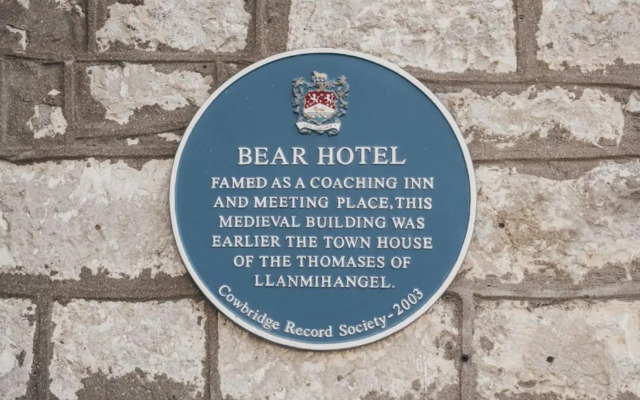 BEAR HOTEL
FAMED AS A COACHING INN
AND MEETING PLACE, THIS
MEDIEVAL BUILDING WAS
EARLIER THE TOWN HOUSE
OF THE THOMASES OF
LLANMIHANGEL.
Cowbridge Record Society-2003